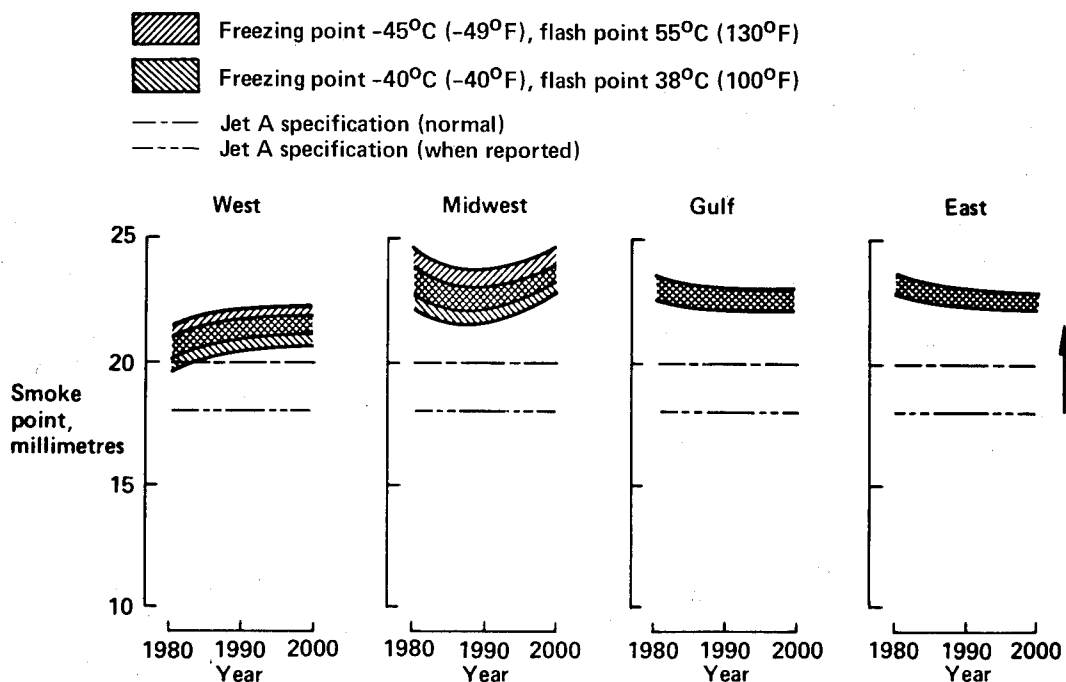 Freezing point -45°C (-49°F), flash point 55°C (130°F)
Freezing point -40°C (-40°F), flash point 38°C (100°F)
Jet A specification (normal)
Jet A specification (when reported)
West
Midwest
Gulf
East
25
20
15
10
Smoke
point,
millimetres
1980 1990 2000
Year
1980 1990 2000
Year
1980 1990 2000
Year
1980 1990 2000
Year